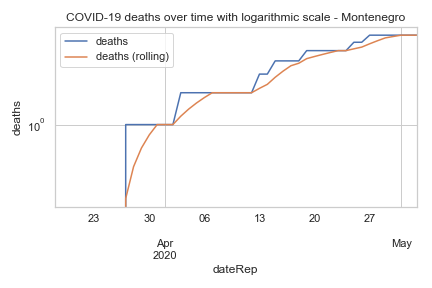 COVID-19 deaths over time with logarithmic scale - Montenegro
deaths
deaths (rolling)
deaths
10⁰
23 30 06 13 20 27
Apr May
2020
dateRep